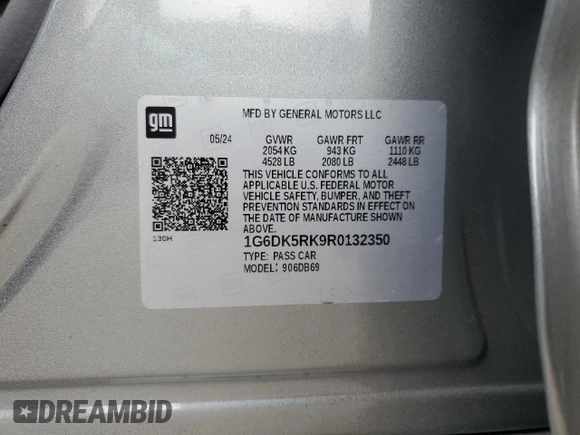 gm
MFD BY GENERAL MOTORS LLC
05/24 GVWR GAWR FRT GAWR RR
2054 KG 943 KG 1110 KG
4528 LB 2080 LB 2448 LB
THIS VEHICLE CONFORMS TO ALL
APPLICABLE U.S. FEDERAL MOTOR
VEHICLE SAFETY, BUMPER, AND THEFT
PREVENTION STANDARDS IN EFFECT ON
THE DATE OF MANUFACTURE SHOWN
ABOVE.
13CH
1G6DK5RK9R0132350
TYPE: PASS CAR
MODEL: 906DB69
DREAMBID